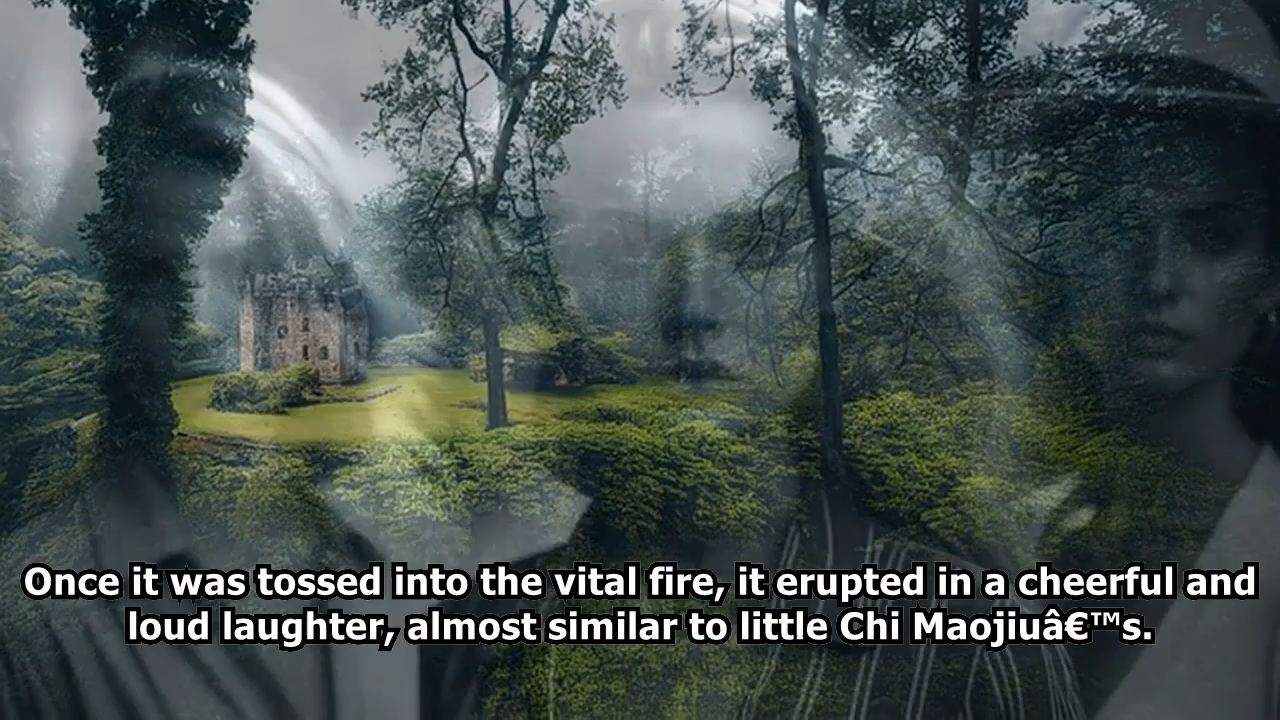 Once it was tossed into the vital fire, it erupted in a cheerful and
loud laughter, almost similar to little Chi Maojiuâ€™s.